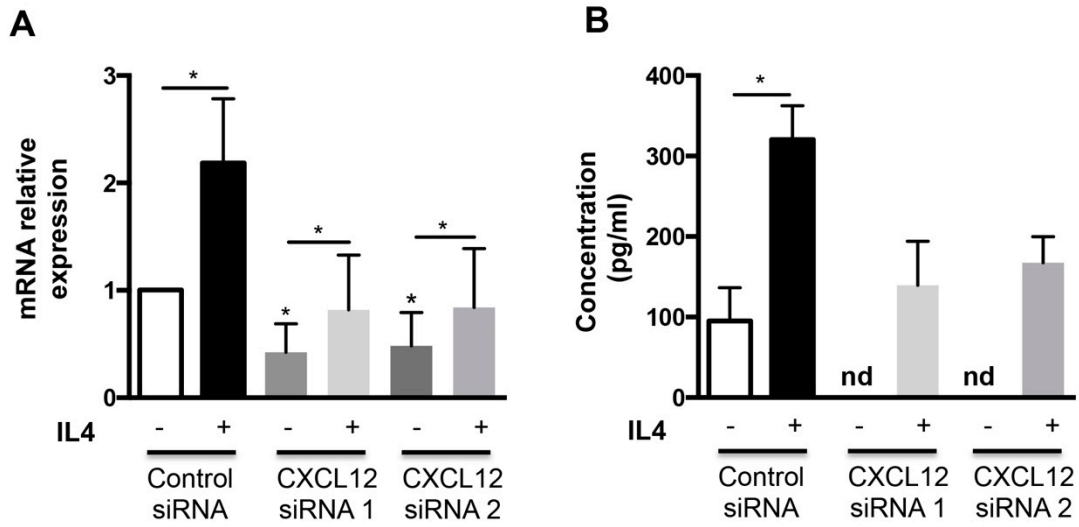 A
mRNA relative
expression
3
2
1
0
*
*
*
*
*
IL4
- + - + - +
Control
siRNA
CXCL12
siRNA 1
CXCL12
siRNA 2
B
Concentration
(pg/ml)
400
300
200
100
0
*
nd
nd
IL4
- + - + - +
Control
siRNA
CXCL12
siRNA 1
CXCL12
siRNA 2